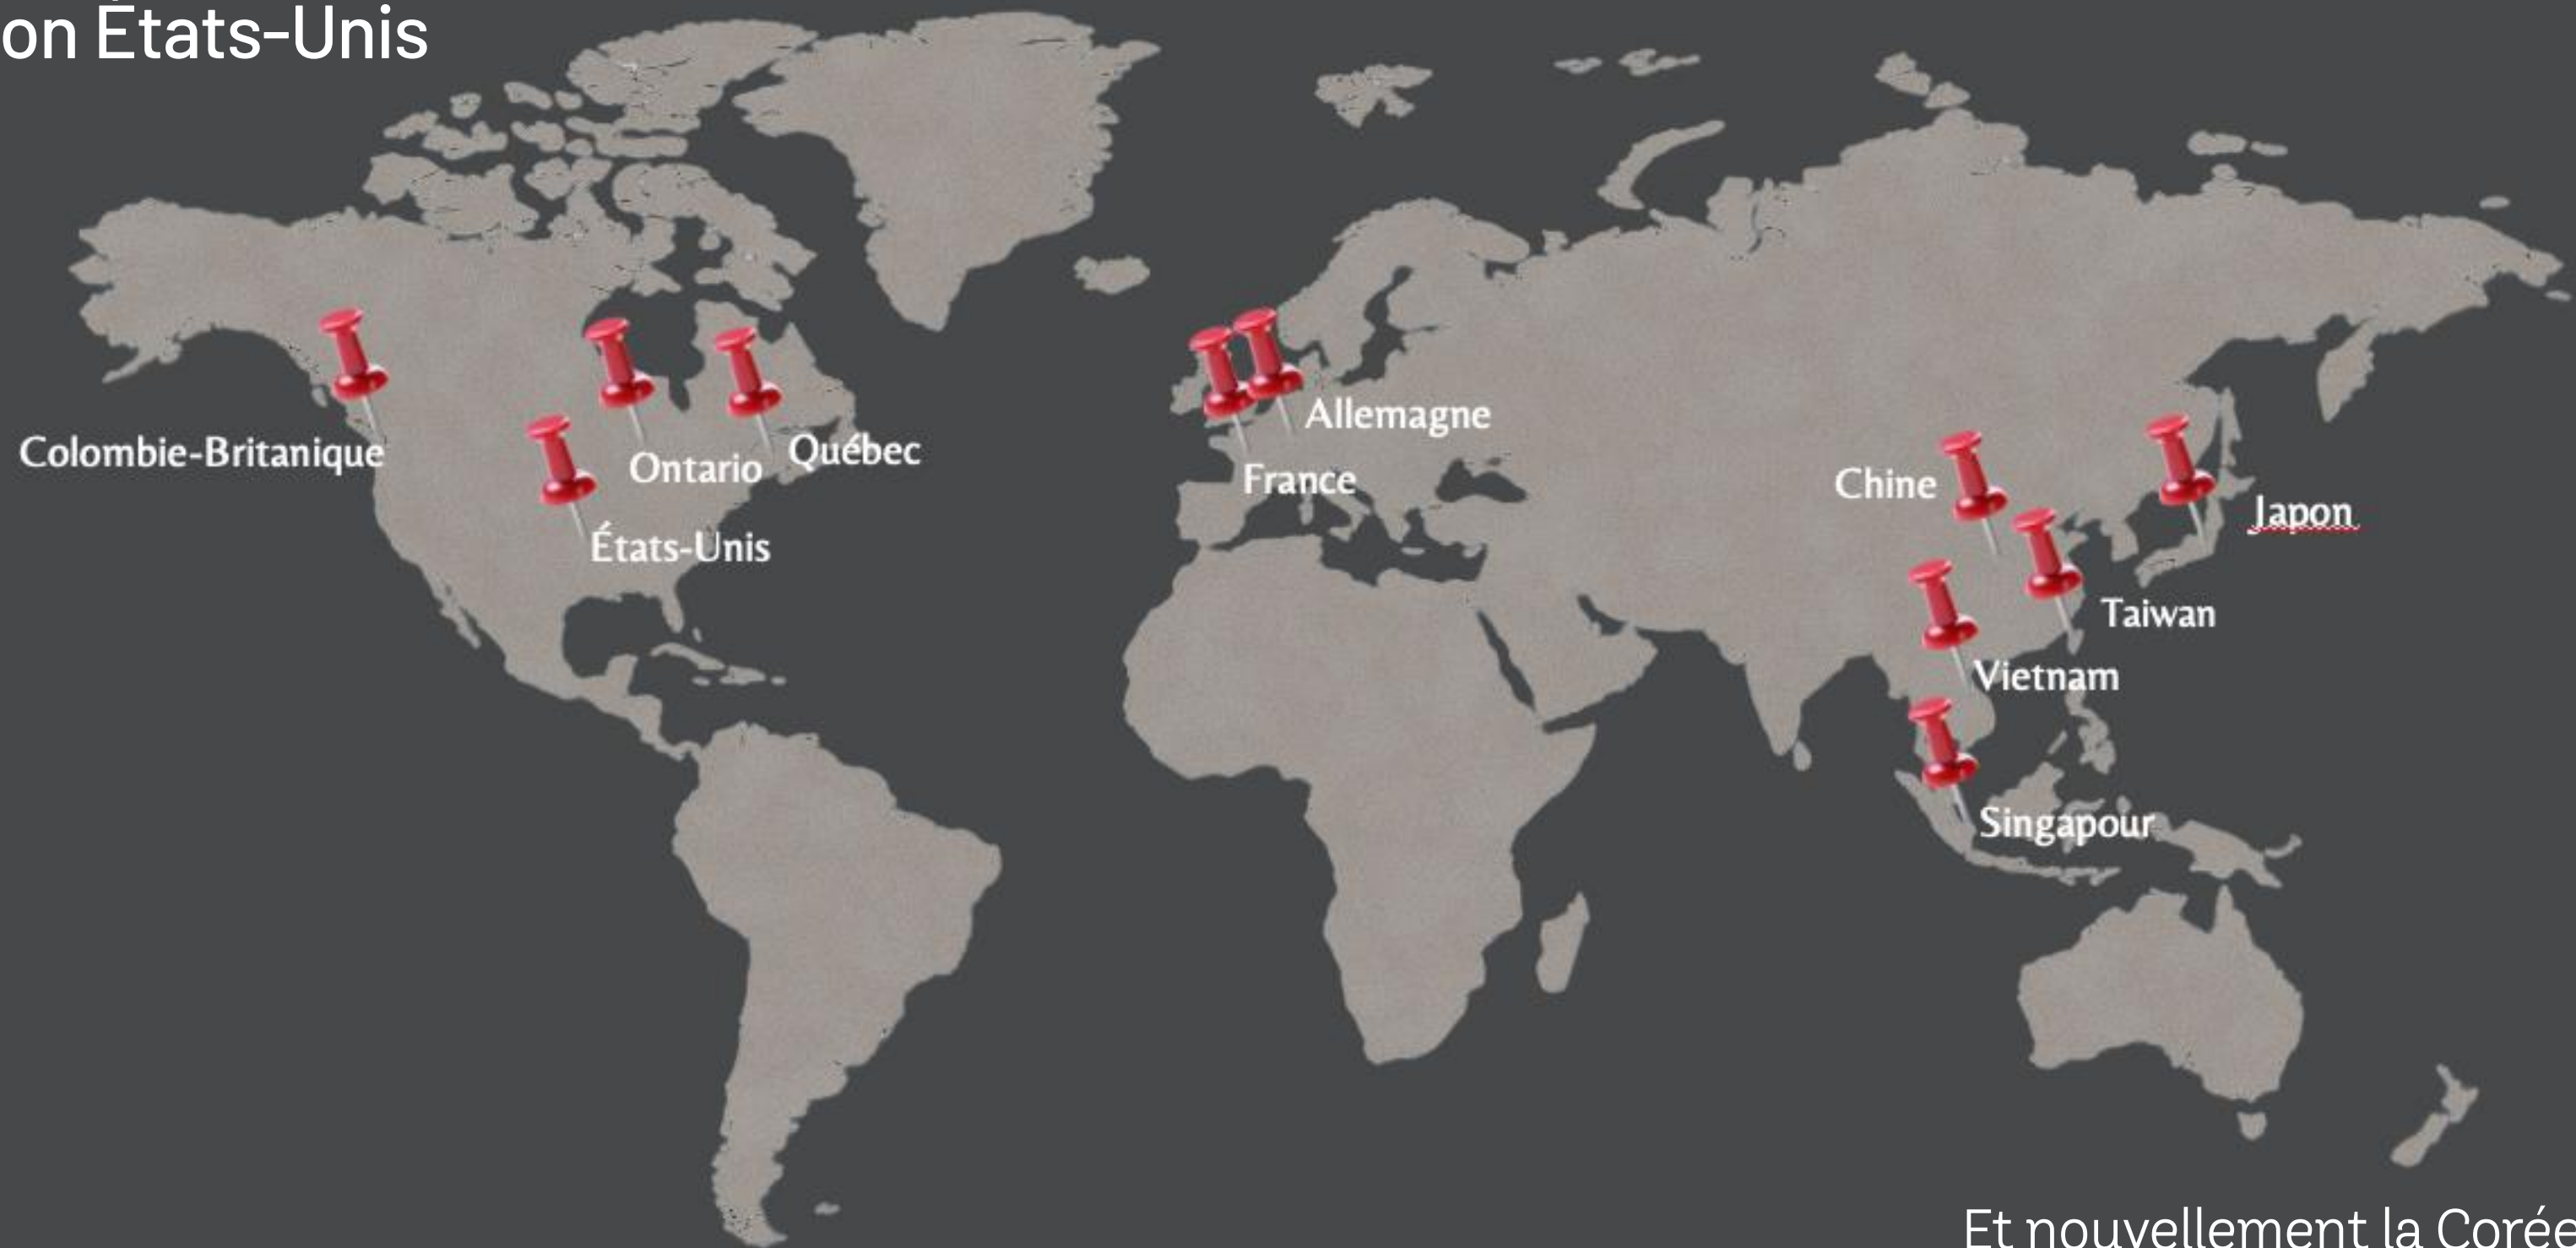 on États-Unis
Colombie-Britanique
Ontario
Québec
États-Unis
Allemagne
France
Chine
Japon
Taiwan
Vietnam
Singapour
Et nouvellement la Corée